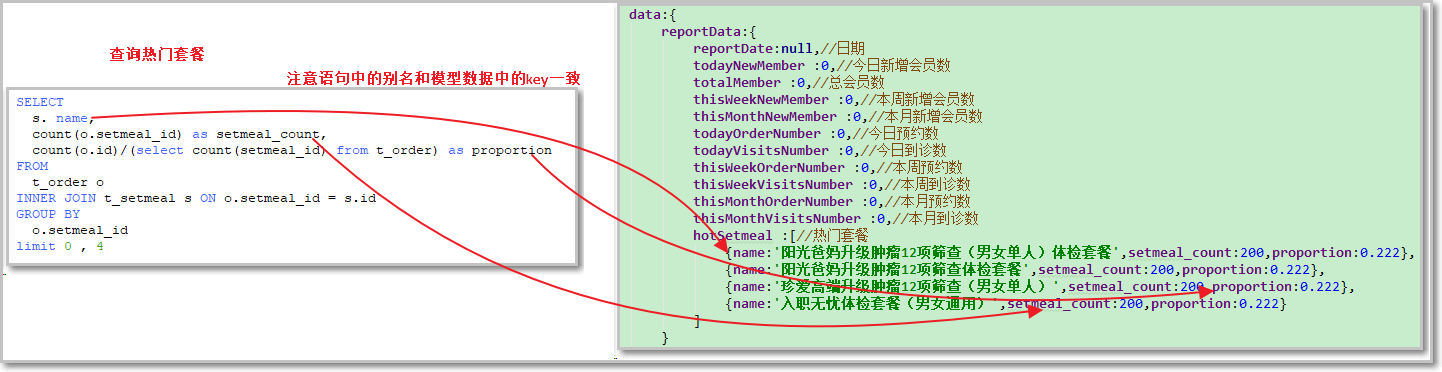 查询热门套餐
注意语句中的别名和模型数据中的key一致
SELECT
s. name,
count(o.setmeal_id) as setmeal_count,
count(o.id)/(select count(setmeal_id) from t_order) as proportion
FROM
t_order o
INNER JOIN t_setmeal s ON o.setmeal_id = s.id
GROUP BY
o.setmeal_id
limit 0 , 4
data:{
reportData:{
reportDate:null,//日期
todayNewMember :0,//今日新增会员数
totalMember :0,//总会员数
thisWeekNewMember :0,//本周新增会员数
thisMonthNewMember :0,//本月新增会员数
todayOrderNumber :0,//今日预约数
todayVisitsNumber :0,//今日到诊数
thisWeekOrderNumber :0,//本周预约数
thisWeekVisitsNumber :0,//本周到诊数
thisMonthOrderNumber :0,//本月预约数
thisMonthVisitsNumber :0,//本月到诊数
hotSetmeal :[//热门套餐
{name:'阳光爸妈升级肿瘤12项筛查（男女单人）体检套餐',setmeal_count:200,proportion:0.222},
{name:'阳光爸妈升级肿瘤12项筛查体检套餐',setmeal_count:200,proportion:0.222},
{name:'珍爱高端升级肿瘤12项筛查（男女单人）',setmeal_count:200,proportion:0.222},
{name:'入职无忧体检套餐（男女通用）',setmeal_count:200,proportion:0.222}
]
}